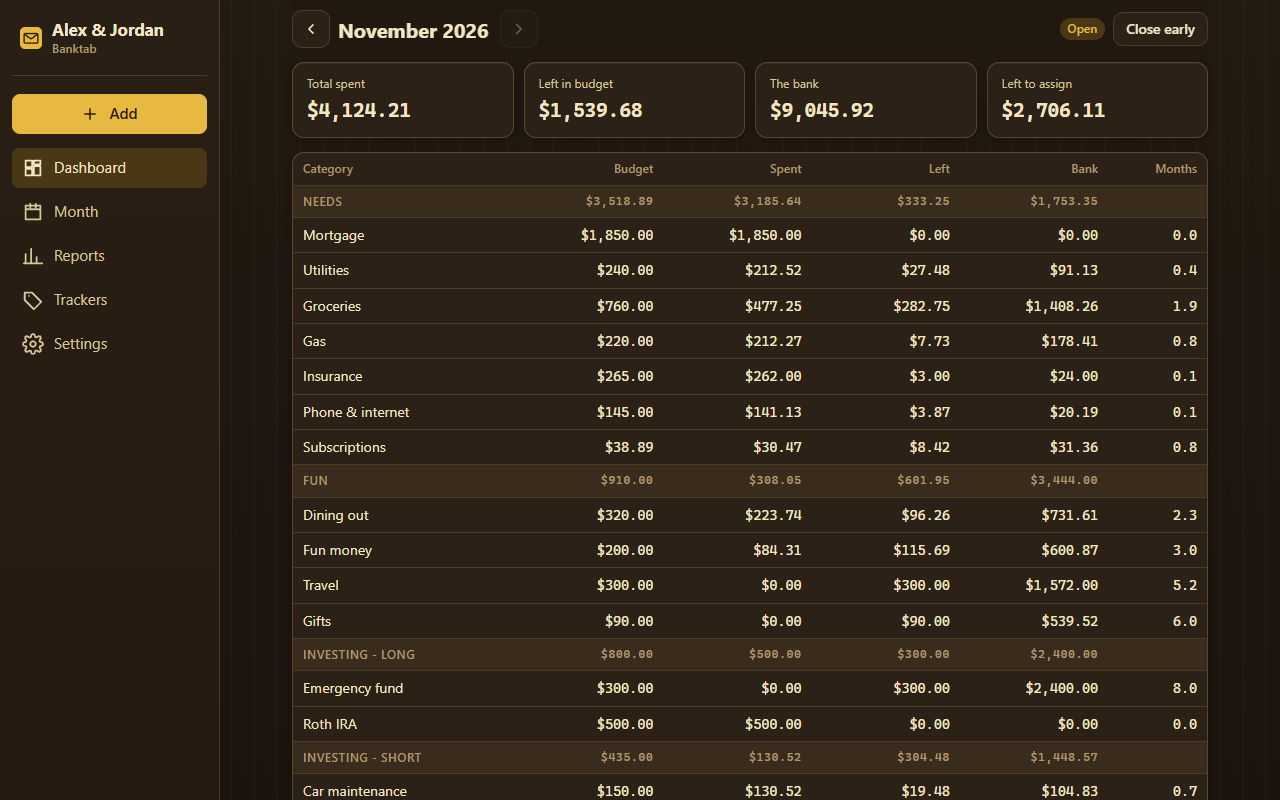 Alex & Jordan
Banktab
+ Add
Dashboard
Month
Reports
Trackers
Settings
November 2026
Open
Close early
Total spent
$4,124.21
Left in budget
$1,539.68
The bank
$9,045.92
Left to assign
$2,706.11
Category Budget Spent Left Bank Months
NEEDS $3,518.89 $3,185.64 $333.25 $1,753.35
Mortgage $1,850.00 $1,850.00 $0.00 $0.00 0.0
Utilities $240.00 $212.52 $27.48 $91.13 0.4
Groceries $760.00 $477.25 $282.75 $1,408.26 1.9
Gas $220.00 $212.27 $7.73 $178.41 0.8
Insurance $265.00 $262.00 $3.00 $24.00 0.1
Phone & internet $145.00 $141.13 $3.87 $20.19 0.1
Subscriptions $38.89 $30.47 $8.42 $31.36 0.8
FUN $910.00 $308.05 $601.95 $3,444.00
Dining out $320.00 $223.74 $96.26 $731.61 2.3
Fun money $200.00 $84.31 $115.69 $600.87 3.0
Travel $300.00 $0.00 $300.00 $1,572.00 5.2
Gifts $90.00 $0.00 $90.00 $539.52 6.0
INVESTING - LONG $800.00 $500.00 $300.00 $2,400.00
Emergency fund $300.00 $0.00 $300.00 $2,400.00 8.0
Roth IRA $500.00 $500.00 $0.00 $0.00 0.0
INVESTING - SHORT $435.00 $130.52 $304.48 $1,448.57
Car maintenance $150.00 $130.52 $19.48 $104.83 0.7